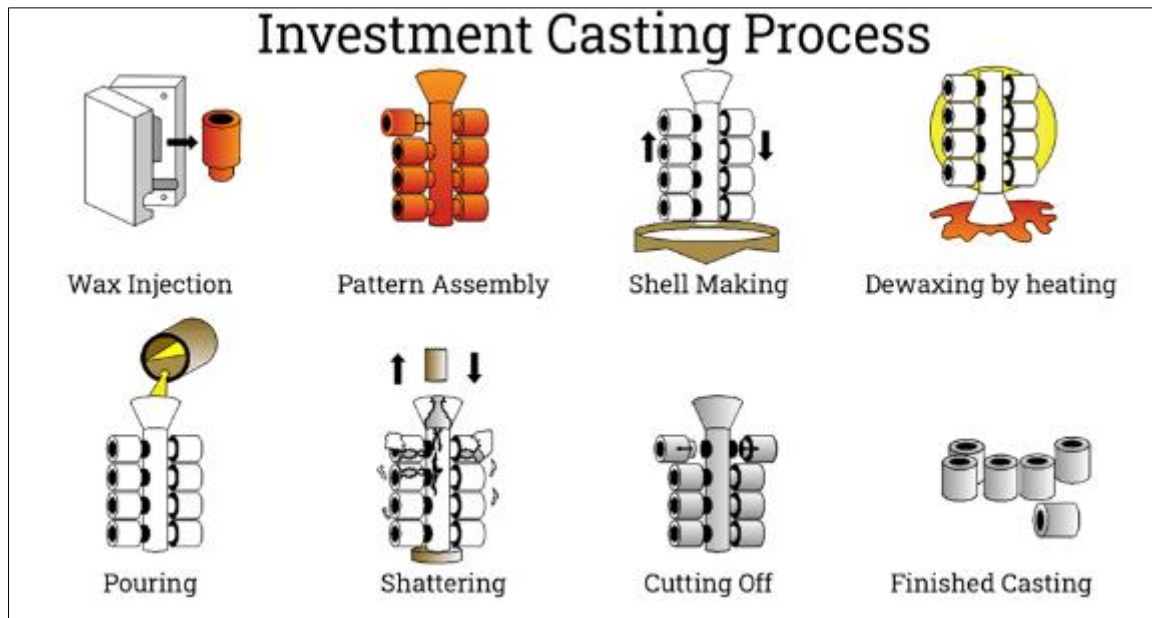 Investment Casting Process
Wax Injection
Pattern Assembly
Shell Making
Dewaxing by heating
Pouring
Shattering
Cutting Off
Finished Casting